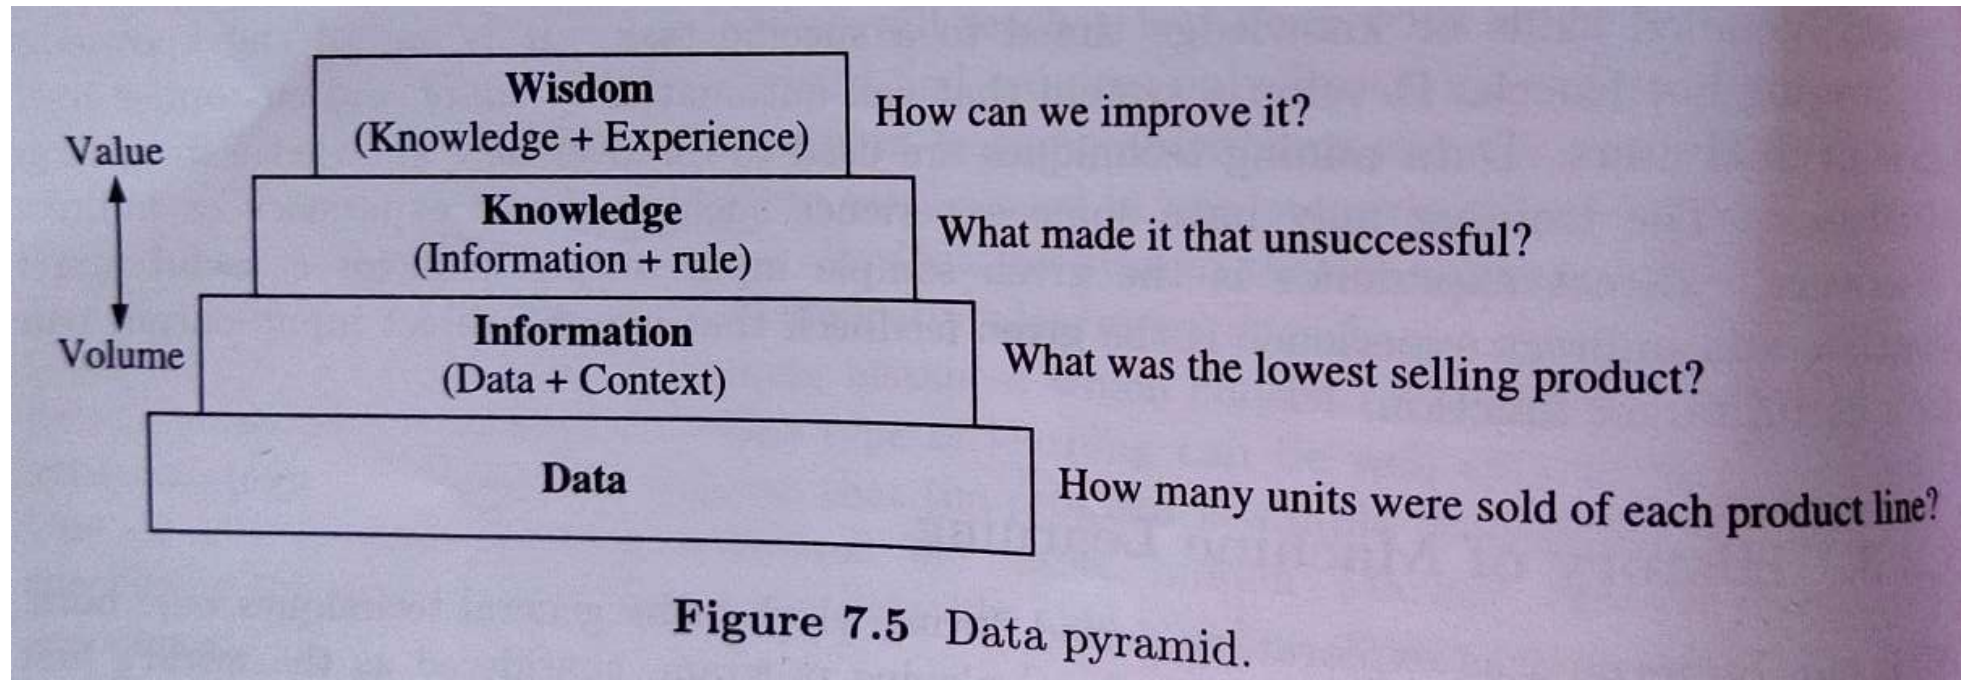 Wisdom
(Knowledge + Experience)
How can we improve it?
Value
Knowledge
(Information + rule)
What made it that unsuccessful?
Volume
Information
(Data + Context)
What was the lowest selling product?
Data
How many units were sold of each product line?
Figure 7.5 Data pyramid.